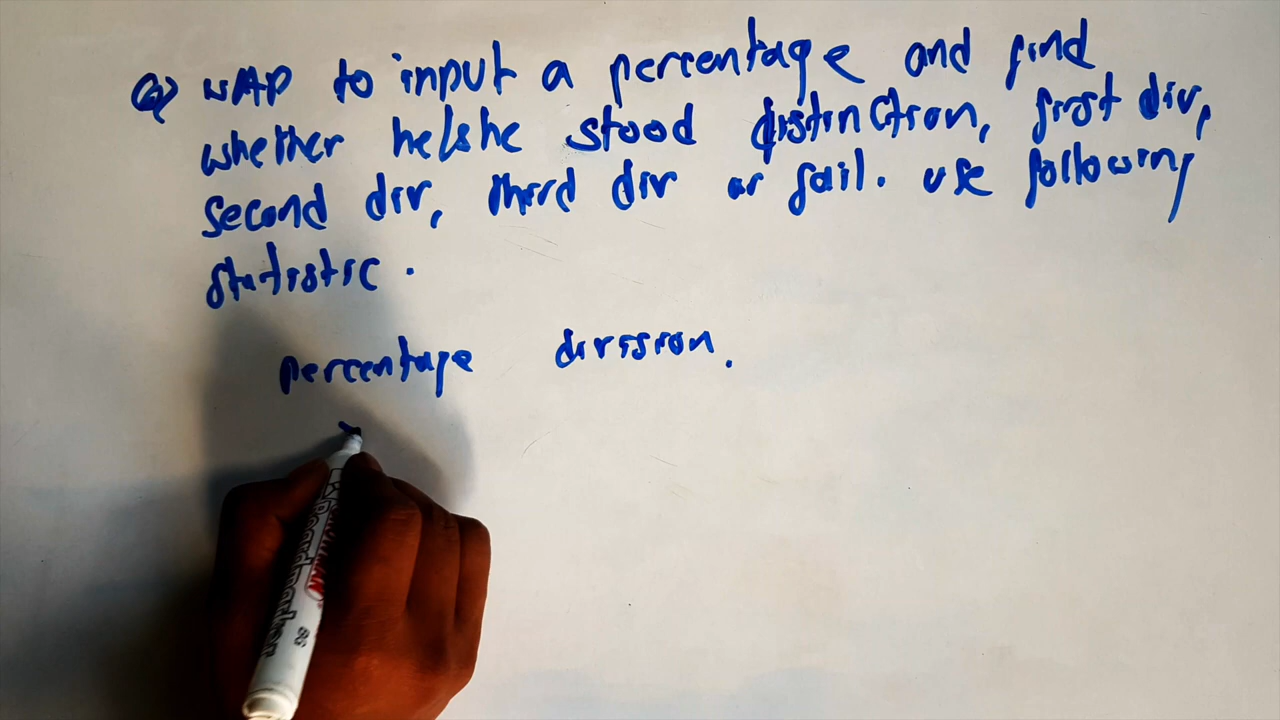 Q) WAP to input a percentage and find
whether he/she stood distinction, first div,
second div, third div or fail. use following
statistic.
percentage division.
Boardmarker